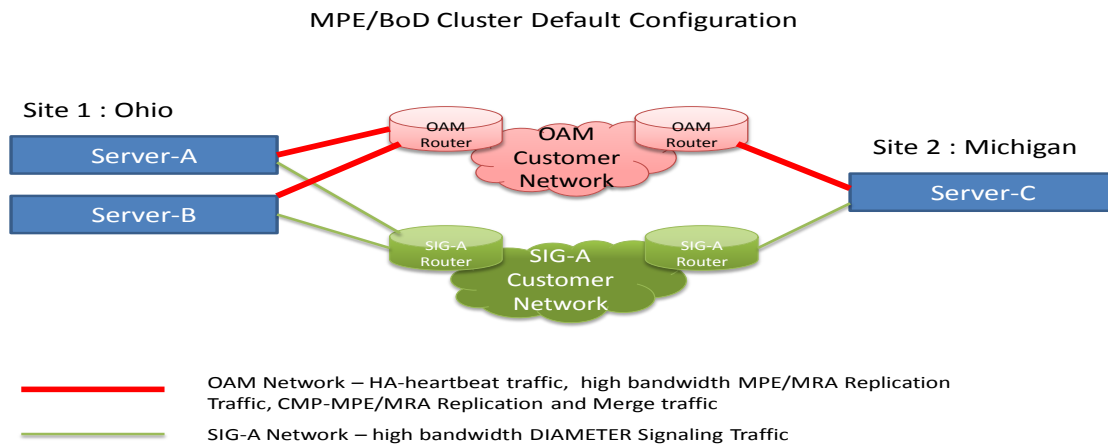 MPE/BoD Cluster Default Configuration
Site 1 : Ohio
Server-A
Server-B
OAM
Router
OAM
Customer
Network
OAM
Router
Site 2 : Michigan
Server-C
SIG-A
Router
SIG-A
Customer
Network
SIG-A
Router
OAM Network – HA-heartbeat traffic, high bandwidth MPE/MRA Replication
Traffic, CMP-MPE/MRA Replication and Merge traffic
SIG-A Network – high bandwidth DIAMETER Signaling Traffic